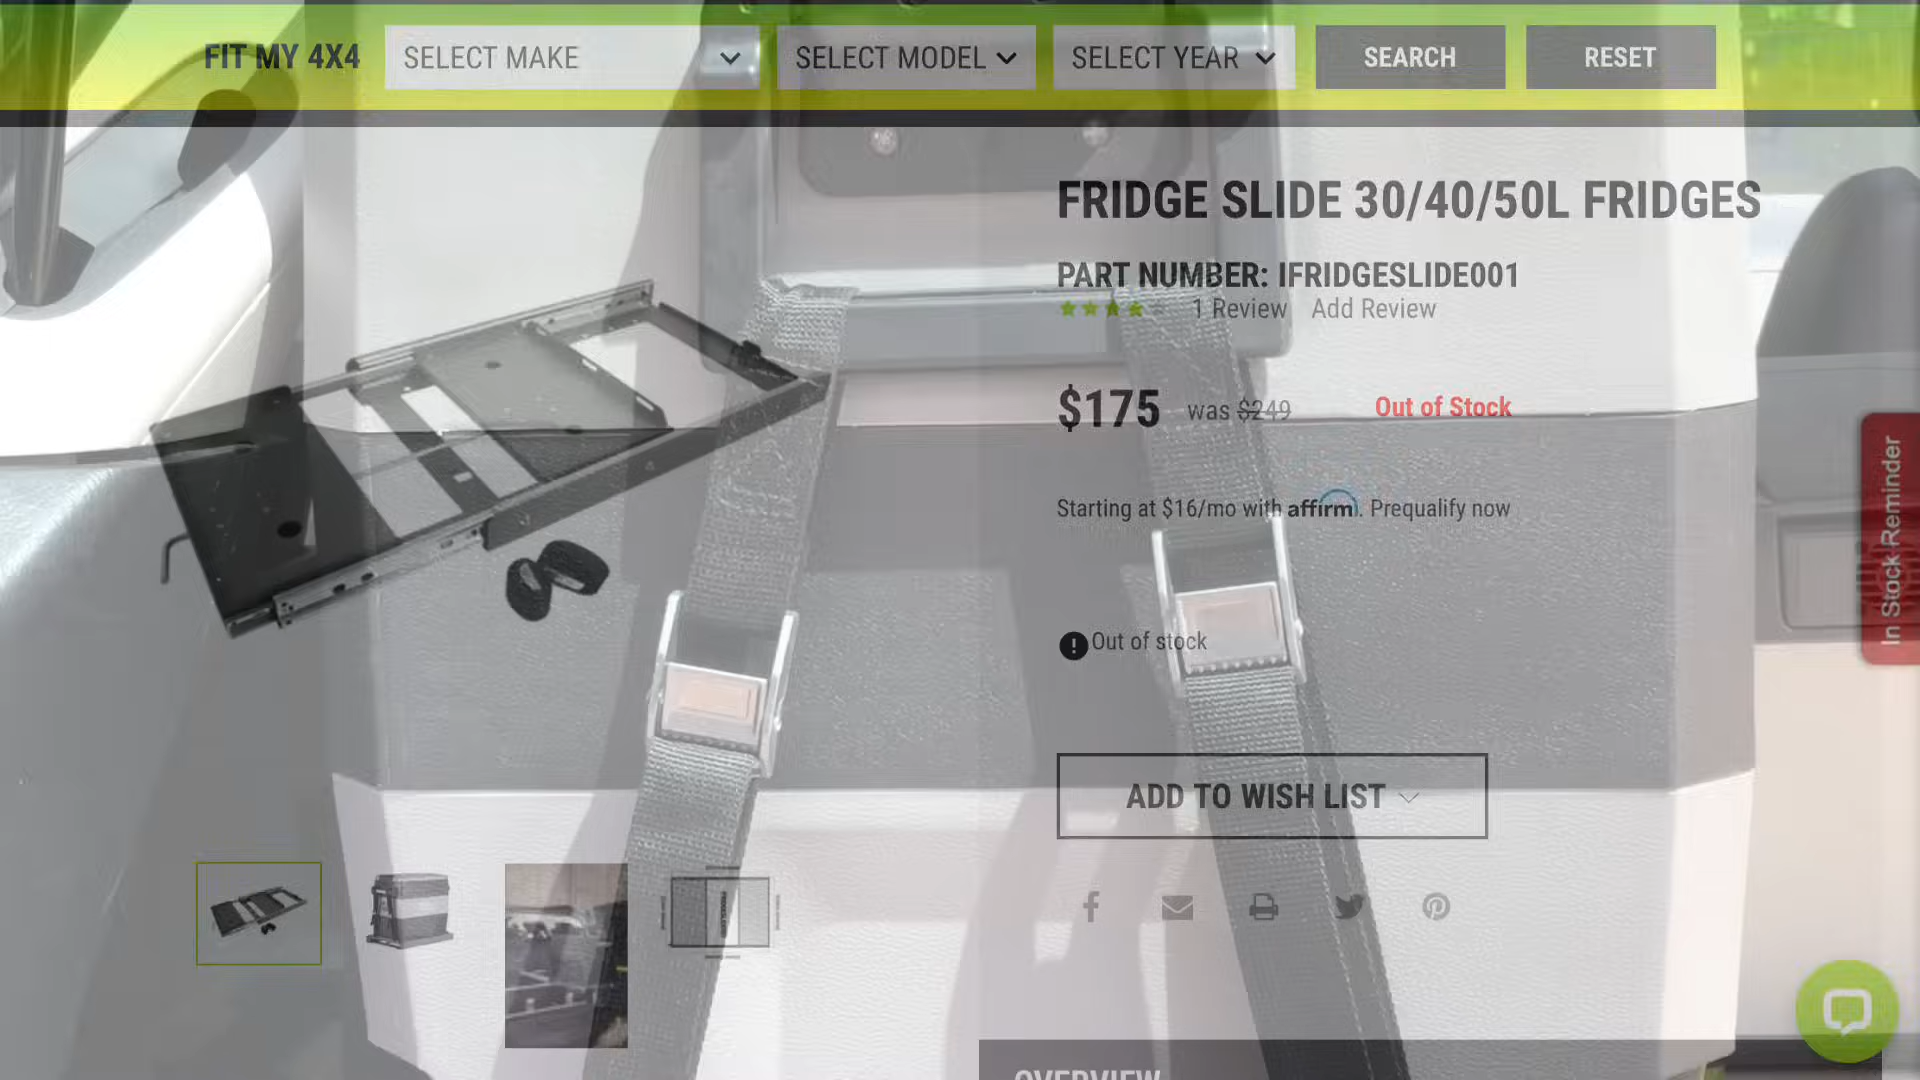 FIT MY 4X4
SELECT MAKE
SELECT MODEL
SELECT YEAR
SEARCH
RESET
FRIDGE SLIDE 30/40/50L FRIDGES
PART NUMBER: IFRIDGESLIDE001
1 Review Add Review
$175 was $249 Out of Stock
Starting at $16/mo with affirm. Prequalify now
In Stock Reminder
! Out of stock
ADD TO WISH LIST
OVERVIEW